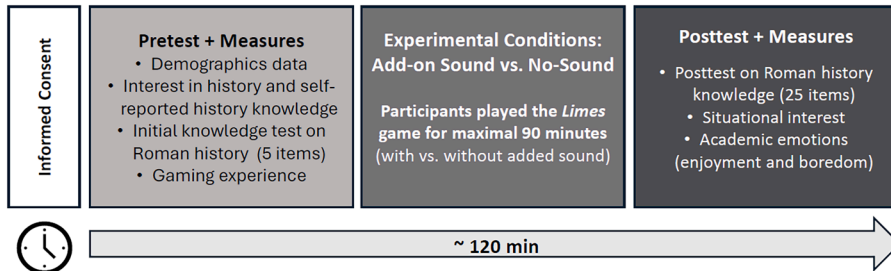 Informed Consent
Pretest + Measures
• Demographics data
• Interest in history and self-
reported history knowledge
• Initial knowledge test on
Roman history (5 items)
• Gaming experience
Experimental Conditions:
Add-on Sound vs. No-Sound
Participants played the Limes
game for maximal 90 minutes
(with vs. without added sound)
Posttest + Measures
• Posttest on Roman history
knowledge (25 items)
• Situational interest
• Academic emotions
(enjoyment and boredom)
~ 120 min